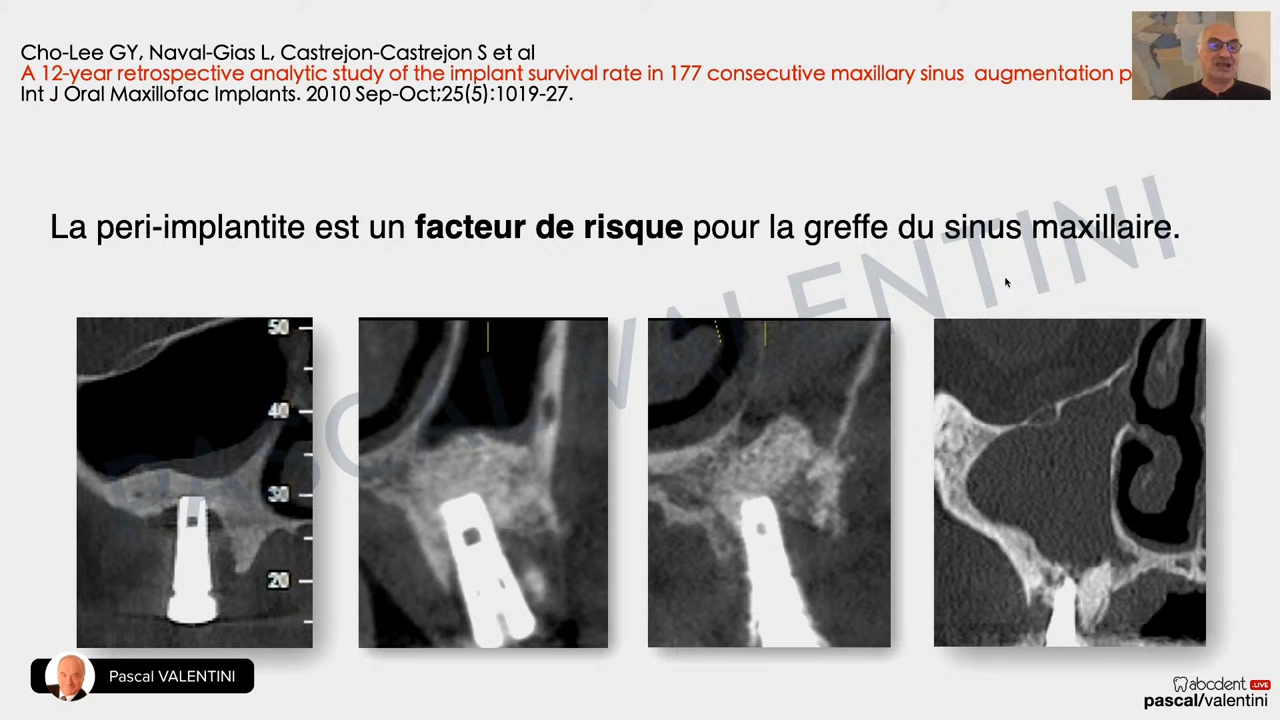 Cho-Lee GY, Naval-Gias L, Castrejon-Castrejon S et al
A 12-year retrospective analytic study of the implant survival rate in 177 consecutive maxillary sinus augmentation p
Int J Oral Maxillofac Implants. 2010 Sep-Oct;25(5):1019-27.
La peri-implantite est un facteur de risque pour la greffe du sinus maxillaire.
PASCAL VALENTINI
50
40
30
20
Pascal VALENTINI
abcdent LIVE
pascal/valentini